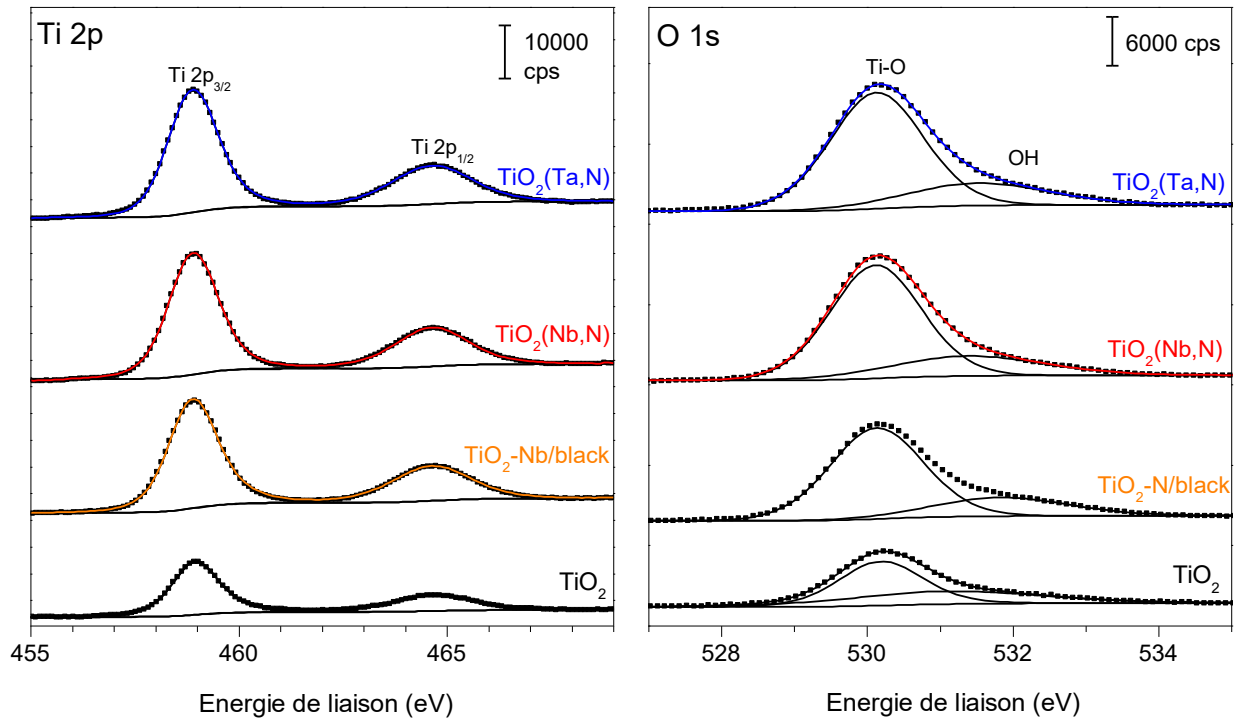 Ti 2p
10000
cps
Ti 2p3/2
Ti 2p1/2
TiO2(Ta,N)
TiO2(Nb,N)
TiO2-Nb/black
TiO2
455 460 465
Energie de liaison (eV)
O 1s
6000 cps
Ti-O
OH
TiO2(Ta,N)
TiO2(Nb,N)
TiO2-N/black
TiO2
528 530 532 534
Energie de liaison (eV)